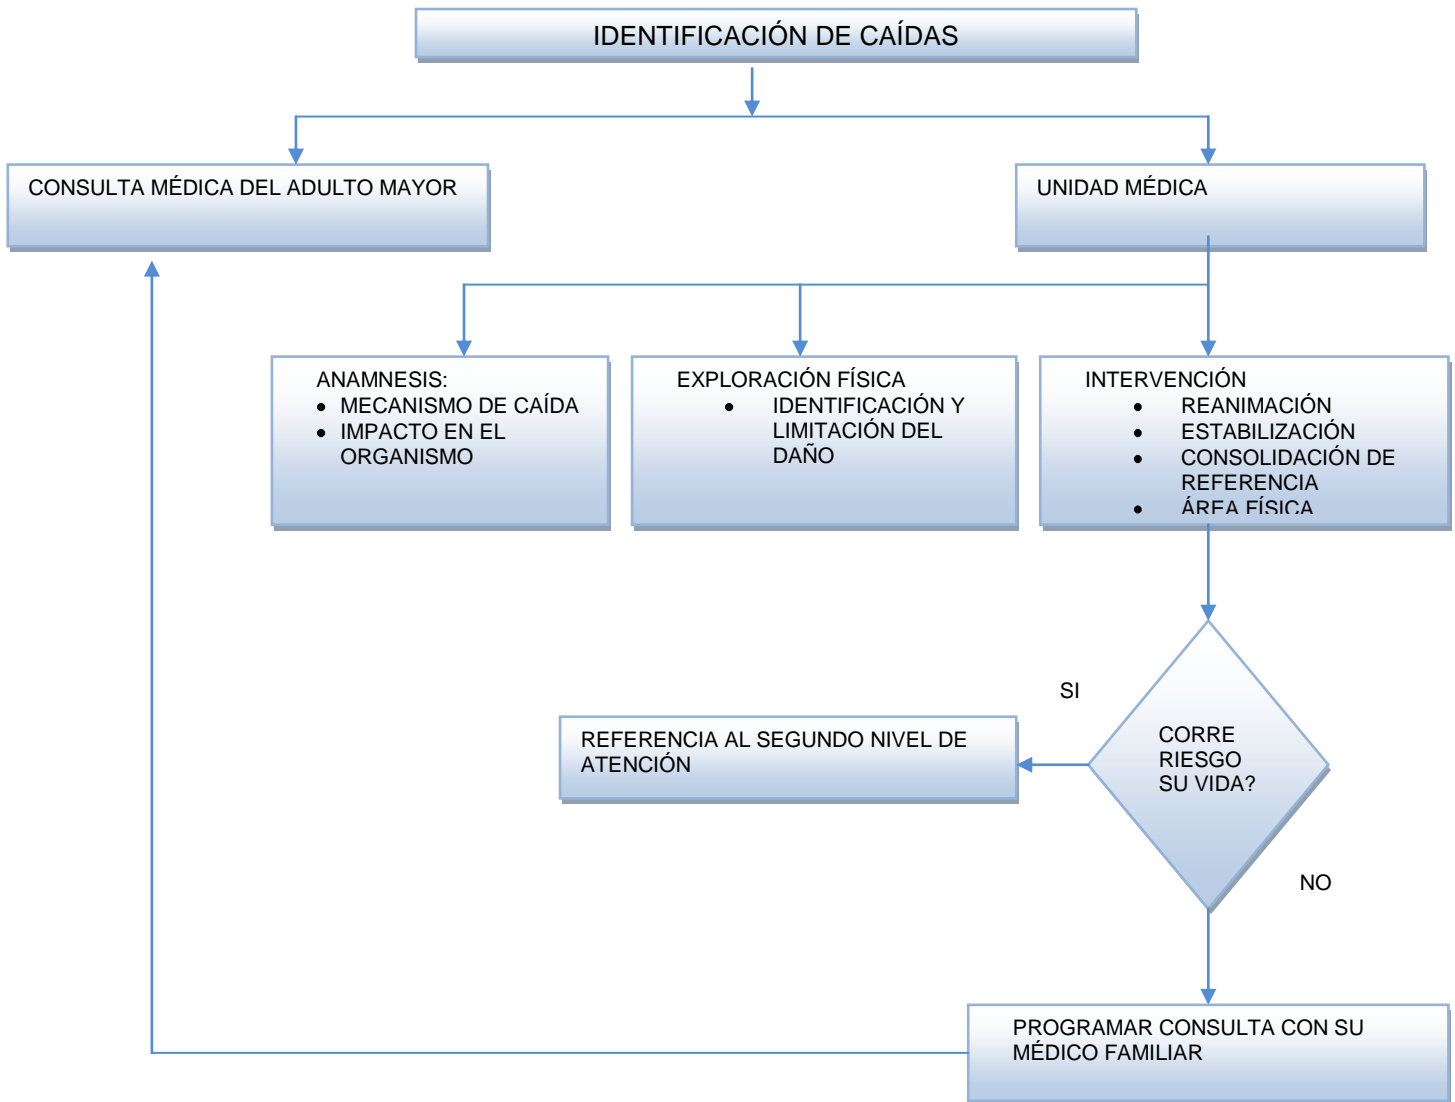 IDENTIFICACIÓN DE CAÍDAS
CONSULTA MÉDICA DEL ADULTO MAYOR
UNIDAD MÉDICA
ANAMNESIS:
• MECANISMO DE CAÍDA
• IMPACTO EN EL
ORGANISMO
EXPLORACIÓN FÍSICA
• IDENTIFICACIÓN Y
LIMITACIÓN DEL
DAÑO
INTERVENCIÓN
• REANIMACIÓN
• ESTABILIZACIÓN
• CONSOLIDACIÓN DE
REFERENCIA
• ÁREA FÍSICA
SI
REFERENCIA AL SEGUNDO NIVEL DE
ATENCIÓN
CORRE
RIESGO
SU VIDA?
NO
PROGRAMAR CONSULTA CON SU
MÉDICO FAMILIAR